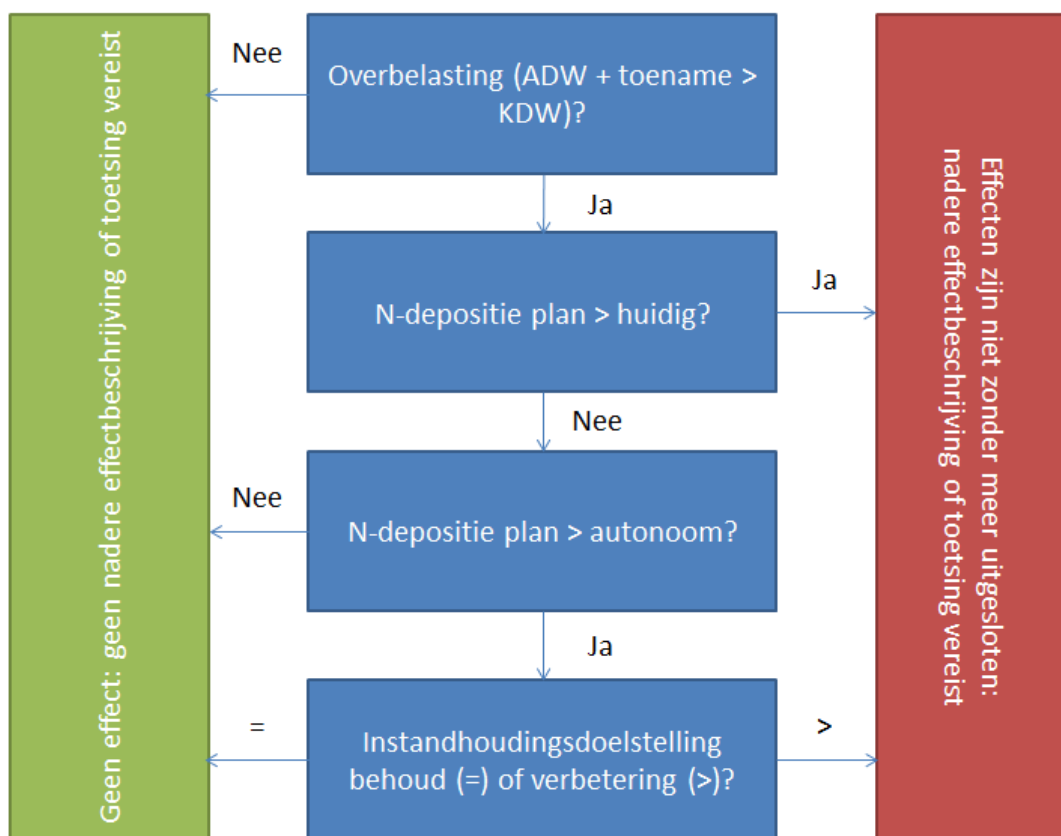 Geen effect: geen nadere effectbeschrijving of toetsing vereist
Nee
Overbelasting (ADW + toename >
KDW)?
Ja
N-depositie plan > huidig?
Ja
Nee
Nee
N-depositie plan > autonoom?
Ja
=
Instandhoudingsdoelstelling
behoud (=) of verbetering (>)?
>
Effecten zijn niet zonder meer uitgesloten:
nadere effectbeschrijving of toetsing vereist